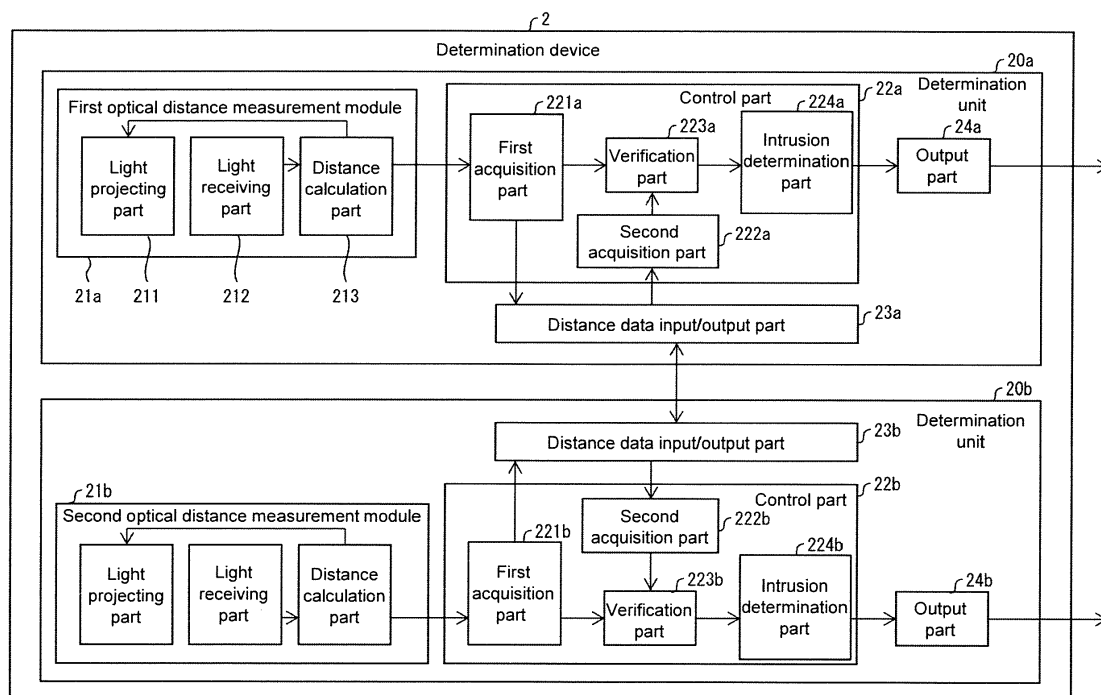 2
Determination device
20a
Determination
unit
First optical distance measurement module
Light
projecting
part
Light
receiving
part
Distance
calculation
part
21a
211
212
213
22a
Control part
221a
First
acquisition
part
223a
Verification
part
224a
Intrusion
determination
part
Second
acquisition part
222a
24a
Output
part
Distance data input/output part
23a
20b
Determination
unit
Distance data input/output part
23b
21b
Second optical distance measurement module
Light
projecting
part
Light
receiving
part
Distance
calculation
part
22b
Control part
Second
acquisition part
222b
221b
First
acquisition
part
223b
Verification
part
224b
Intrusion
determination
part
24b
Output
part